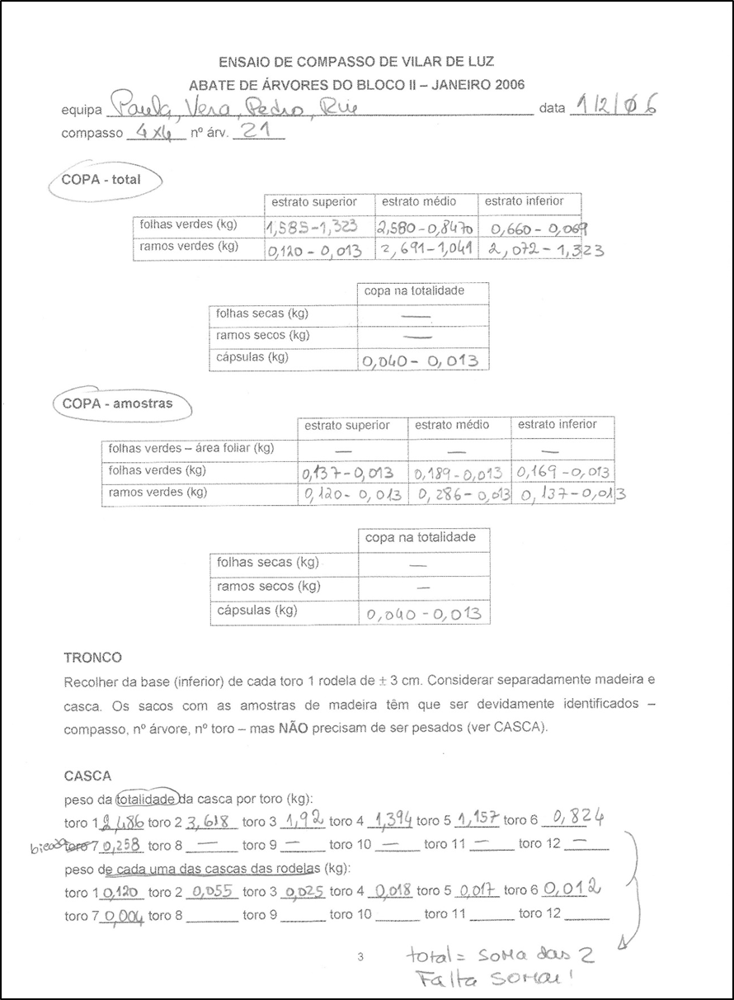 ENSAIO DE COMPASSO DE VILAR DE LUZ
ABATE DE ÁRVORES DO BLOCO II – JANEIRO 2006
equipa Paula, Vera, Pedro, Rui data 1/2/06
compasso 4x4 nº árv. 21
COPA - total
estrato superior estrato médio estrato inferior
folhas verdes (kg) 1,585-1,323 2,580-0,8470 0,660-0,069
ramos verdes (kg) 0,120-0,013 2,691-1,041 2,072-1,323
copa na totalidade
folhas secas (kg) —
ramos secos (kg) —
cápsulas (kg) 0,040-0,013
COPA - amostras
estrato superior estrato médio estrato inferior
folhas verdes – área foliar (kg) — — —
folhas verdes (kg) 0,137-0,013 0,189-0,013 0,169-0,013
ramos verdes (kg) 0,120-0,013 0,286-0,013 0,137-0,013
copa na totalidade
folhas secas (kg) —
ramos secos (kg) —
cápsulas (kg) 0,040-0,013
TRONCO
Recolher da base (inferior) de cada toro 1 rodela de ± 3 cm. Considerar separadamente madeira e
casca. Os sacos com as amostras de madeira têm que ser devidamente identificados –
compasso, nº árvore, nº toro – mas NÃO precisam de ser pesados (ver CASCA).
CASCA
peso da totalidade da casca por toro (kg):
toro 1 2,486 toro 2 3,618 toro 3 1,92 toro 4 1,394 toro 5 1,157 toro 6 0,824
bicada toro 7 0,258 toro 8 — toro 9 — toro 10 — toro 11 — toro 12 —
peso de cada uma das cascas das rodelas (kg):
toro 1 0,120 toro 2 0,055 toro 3 0,025 toro 4 0,018 toro 5 0,017 toro 6 0,012
toro 7 0,004 toro 8 toro 9 toro 10 toro 11 toro 12
3
total = soma das 2
Falta somar!